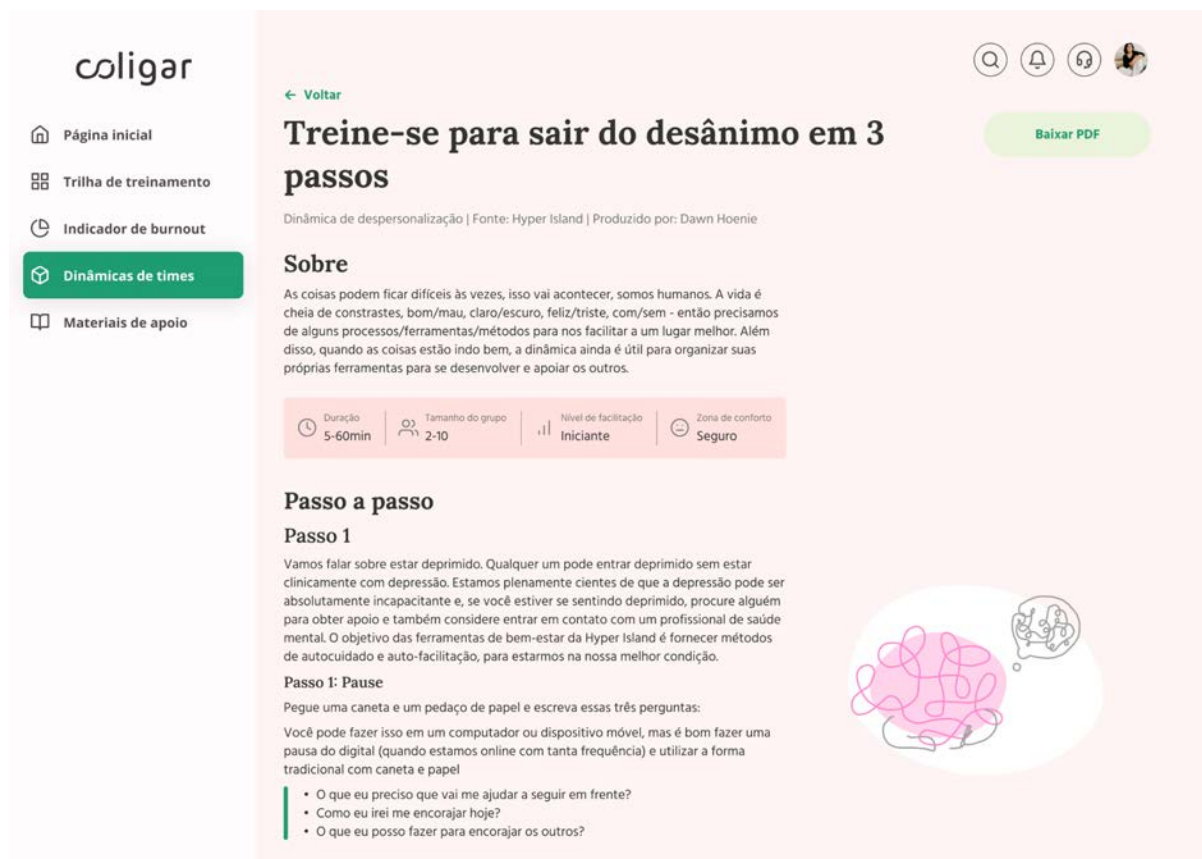 coligar
Página inicial
Trilha de treinamento
Indicador de burnout
Dinâmicas de times
Materiais de apoio
← Voltar
Treine-se para sair do desânimo em 3
passos
Baixar PDF
Dinâmica de despersonalização | Fonte: Hyper Island | Produzido por: Dawn Hoenie
Sobre
As coisas podem ficar difíceis às vezes, isso vai acontecer, somos humanos. A vida é
cheia de constrastes, bom/mau, claro/escuro, feliz/triste, com/sem - então precisamos
de alguns processos/ferramentas/métodos para nos facilitar a um lugar melhor. Além
disso, quando as coisas estão indo bem, a dinâmica ainda é útil para organizar suas
próprias ferramentas para se desenvolver e apoiar os outros.
Duração
5-60min
Tamanho do grupo
2-10
Nível de facilitação
Iniciante
Zona de conforto
Seguro
Passo a passo
Passo 1
Vamos falar sobre estar deprimido. Qualquer um pode entrar deprimido sem estar
clinicamente com depressão. Estamos plenamente cientes de que a depressão pode ser
absolutamente incapacitante e, se você estiver se sentindo deprimido, procure alguém
para obter apoio e também considere entrar em contato com um profissional de saúde
mental. O objetivo das ferramentas de bem-estar da Hyper Island é fornecer métodos
de autocuidado e auto-facilitação, para estarmos na nossa melhor condição.
Passo 1: Pause
Pegue uma caneta e um pedaço de papel e escreva essas três perguntas:
Você pode fazer isso em um computador ou dispositivo móvel, mas é bom fazer uma
pausa do digital (quando estamos online com tanta frequência) e utilizar a forma
tradicional com caneta e papel
• O que eu preciso que vai me ajudar a seguir em frente?
• Como eu irei me encorajar hoje?
• O que eu posso fazer para encorajar os outros?